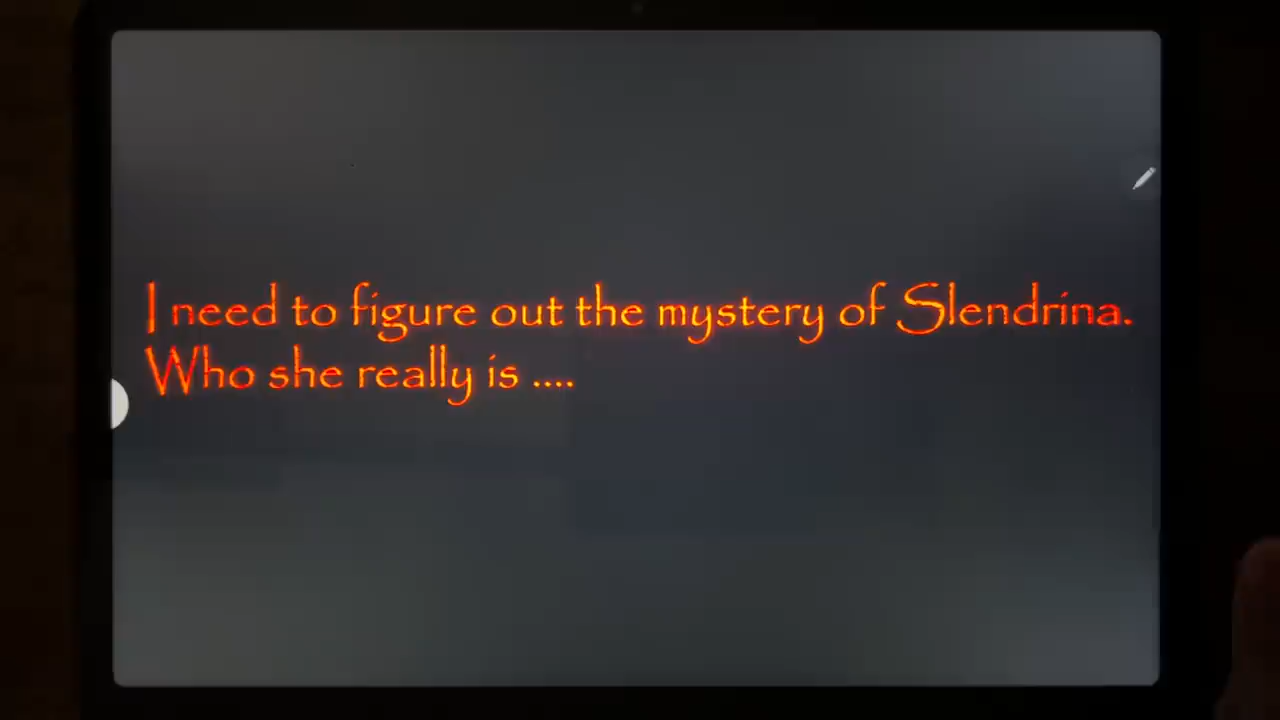 I need to figure out the mystery of Slendrina.
Who she really is ....